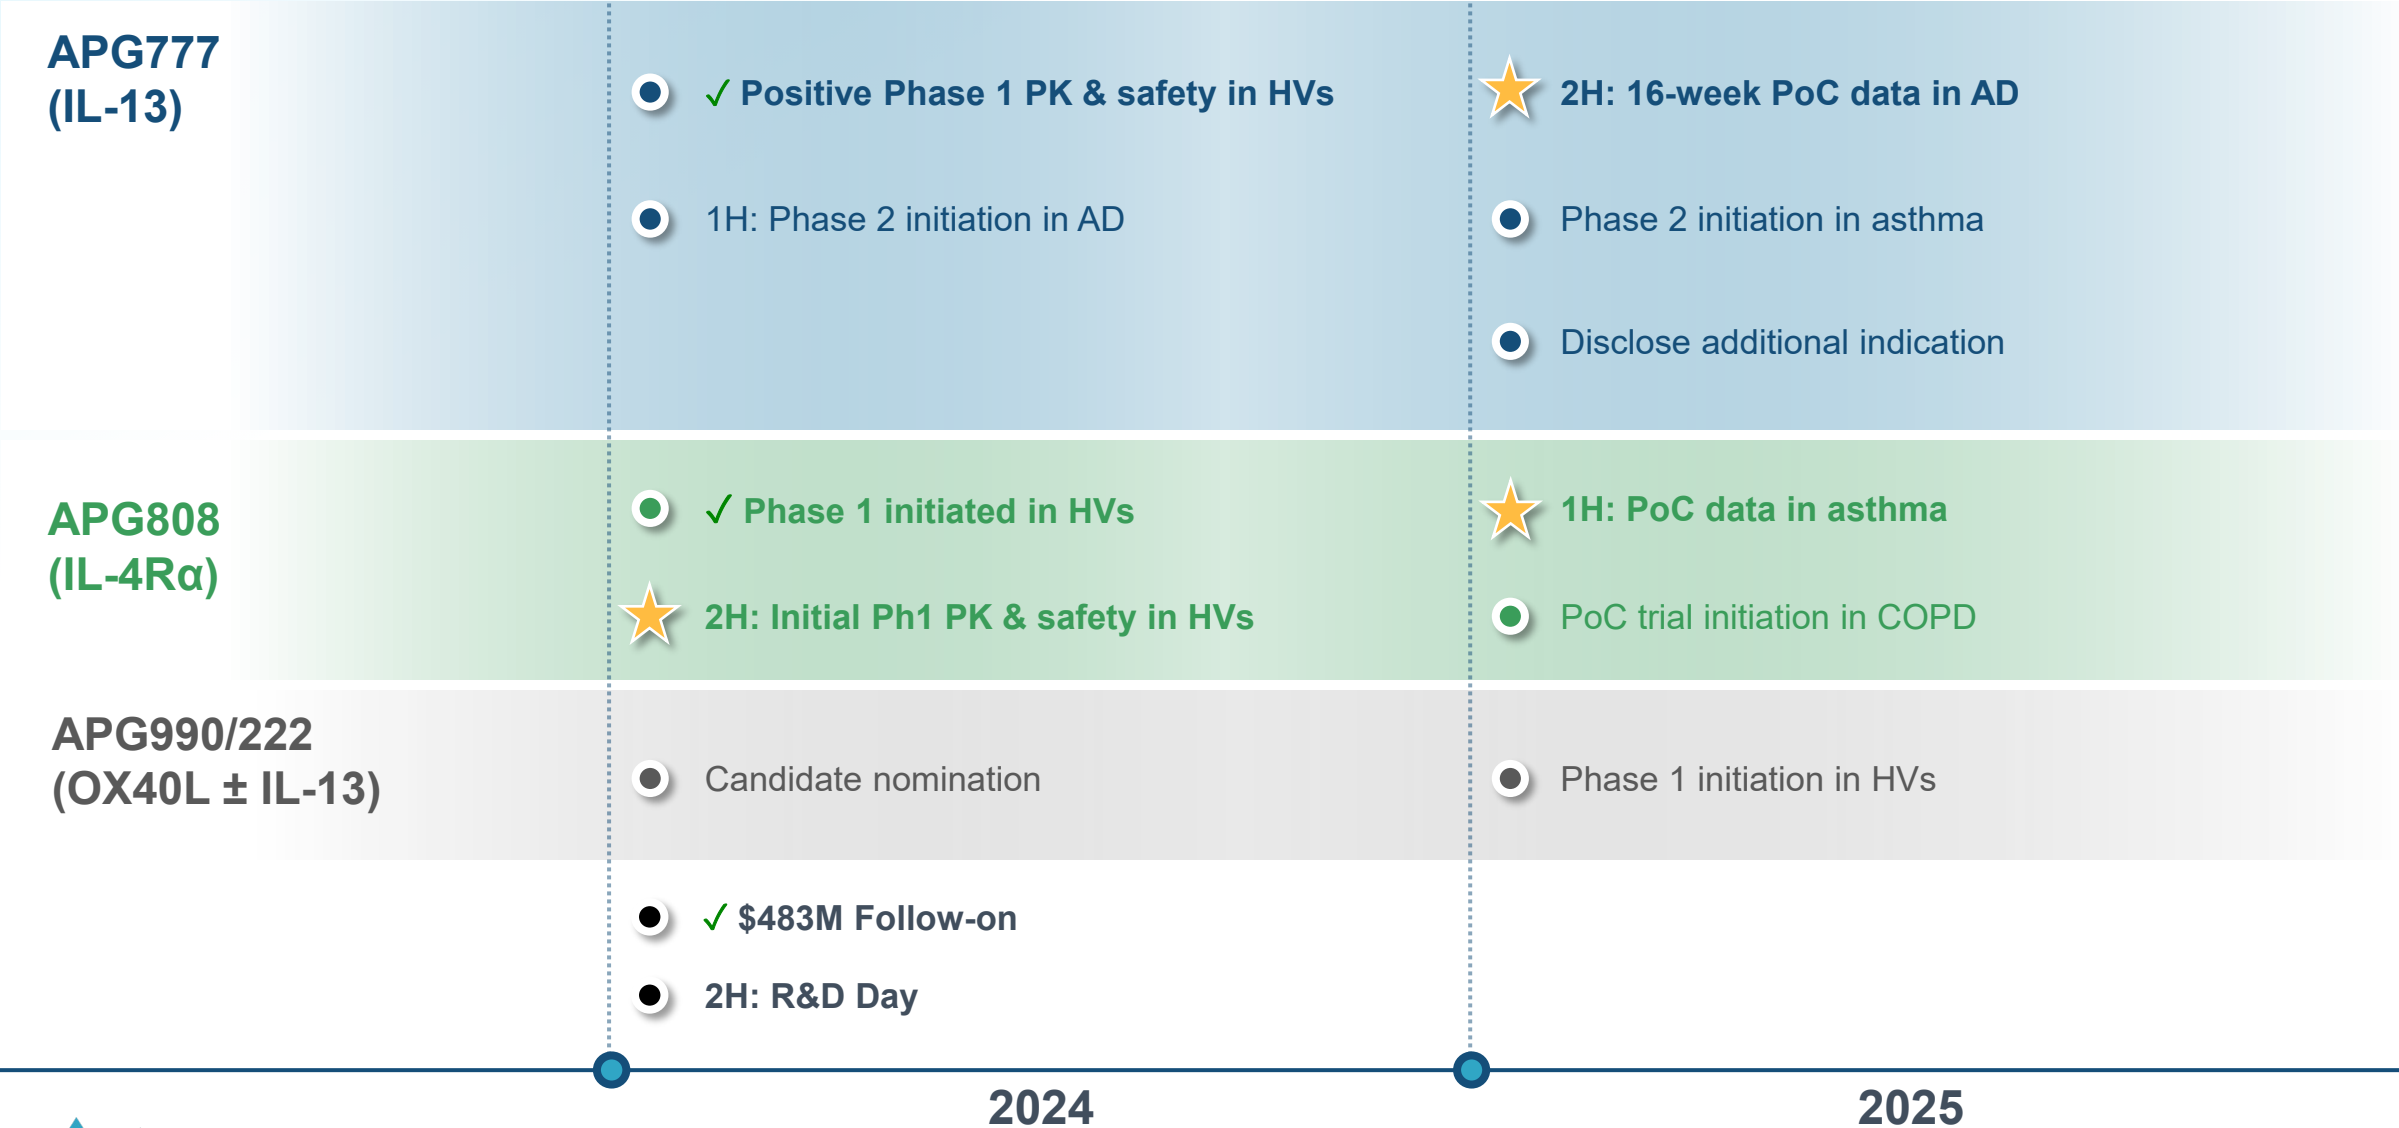 APG777
(IL-13)
✓ Positive Phase 1 PK & safety in HVs
1H: Phase 2 initiation in AD
2H: 16-week PoC data in AD
Phase 2 initiation in asthma
Disclose additional indication
APG808
(IL-4Rα)
✓ Phase 1 initiated in HVs
2H: Initial Ph1 PK & safety in HVs
1H: PoC data in asthma
PoC trial initiation in COPD
APG990/222
(OX40L ± IL-13)
Candidate nomination
Phase 1 initiation in HVs
✓ $483M Follow-on
2H: R&D Day
2024
2025